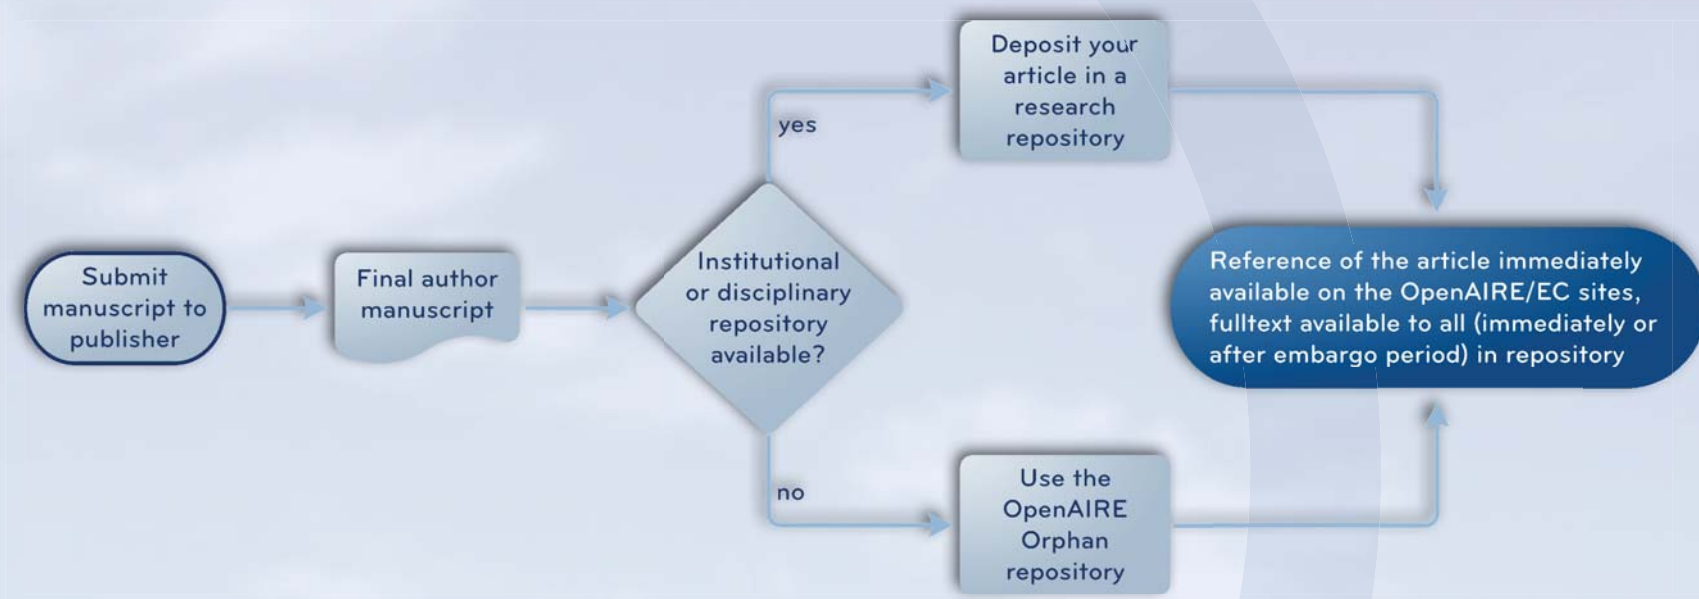 Submit
manuscript to
publisher
Final author
manuscript
Institutional
or disciplinary
repository
available?
yes
Deposit your
article in a
research
repository
no
Use the
OpenAIRE
Orphan
repository
Reference of the article immediately
available on the OpenAIRE/EC sites,
fulltext available to all (immediately or
after embargo period) in repository